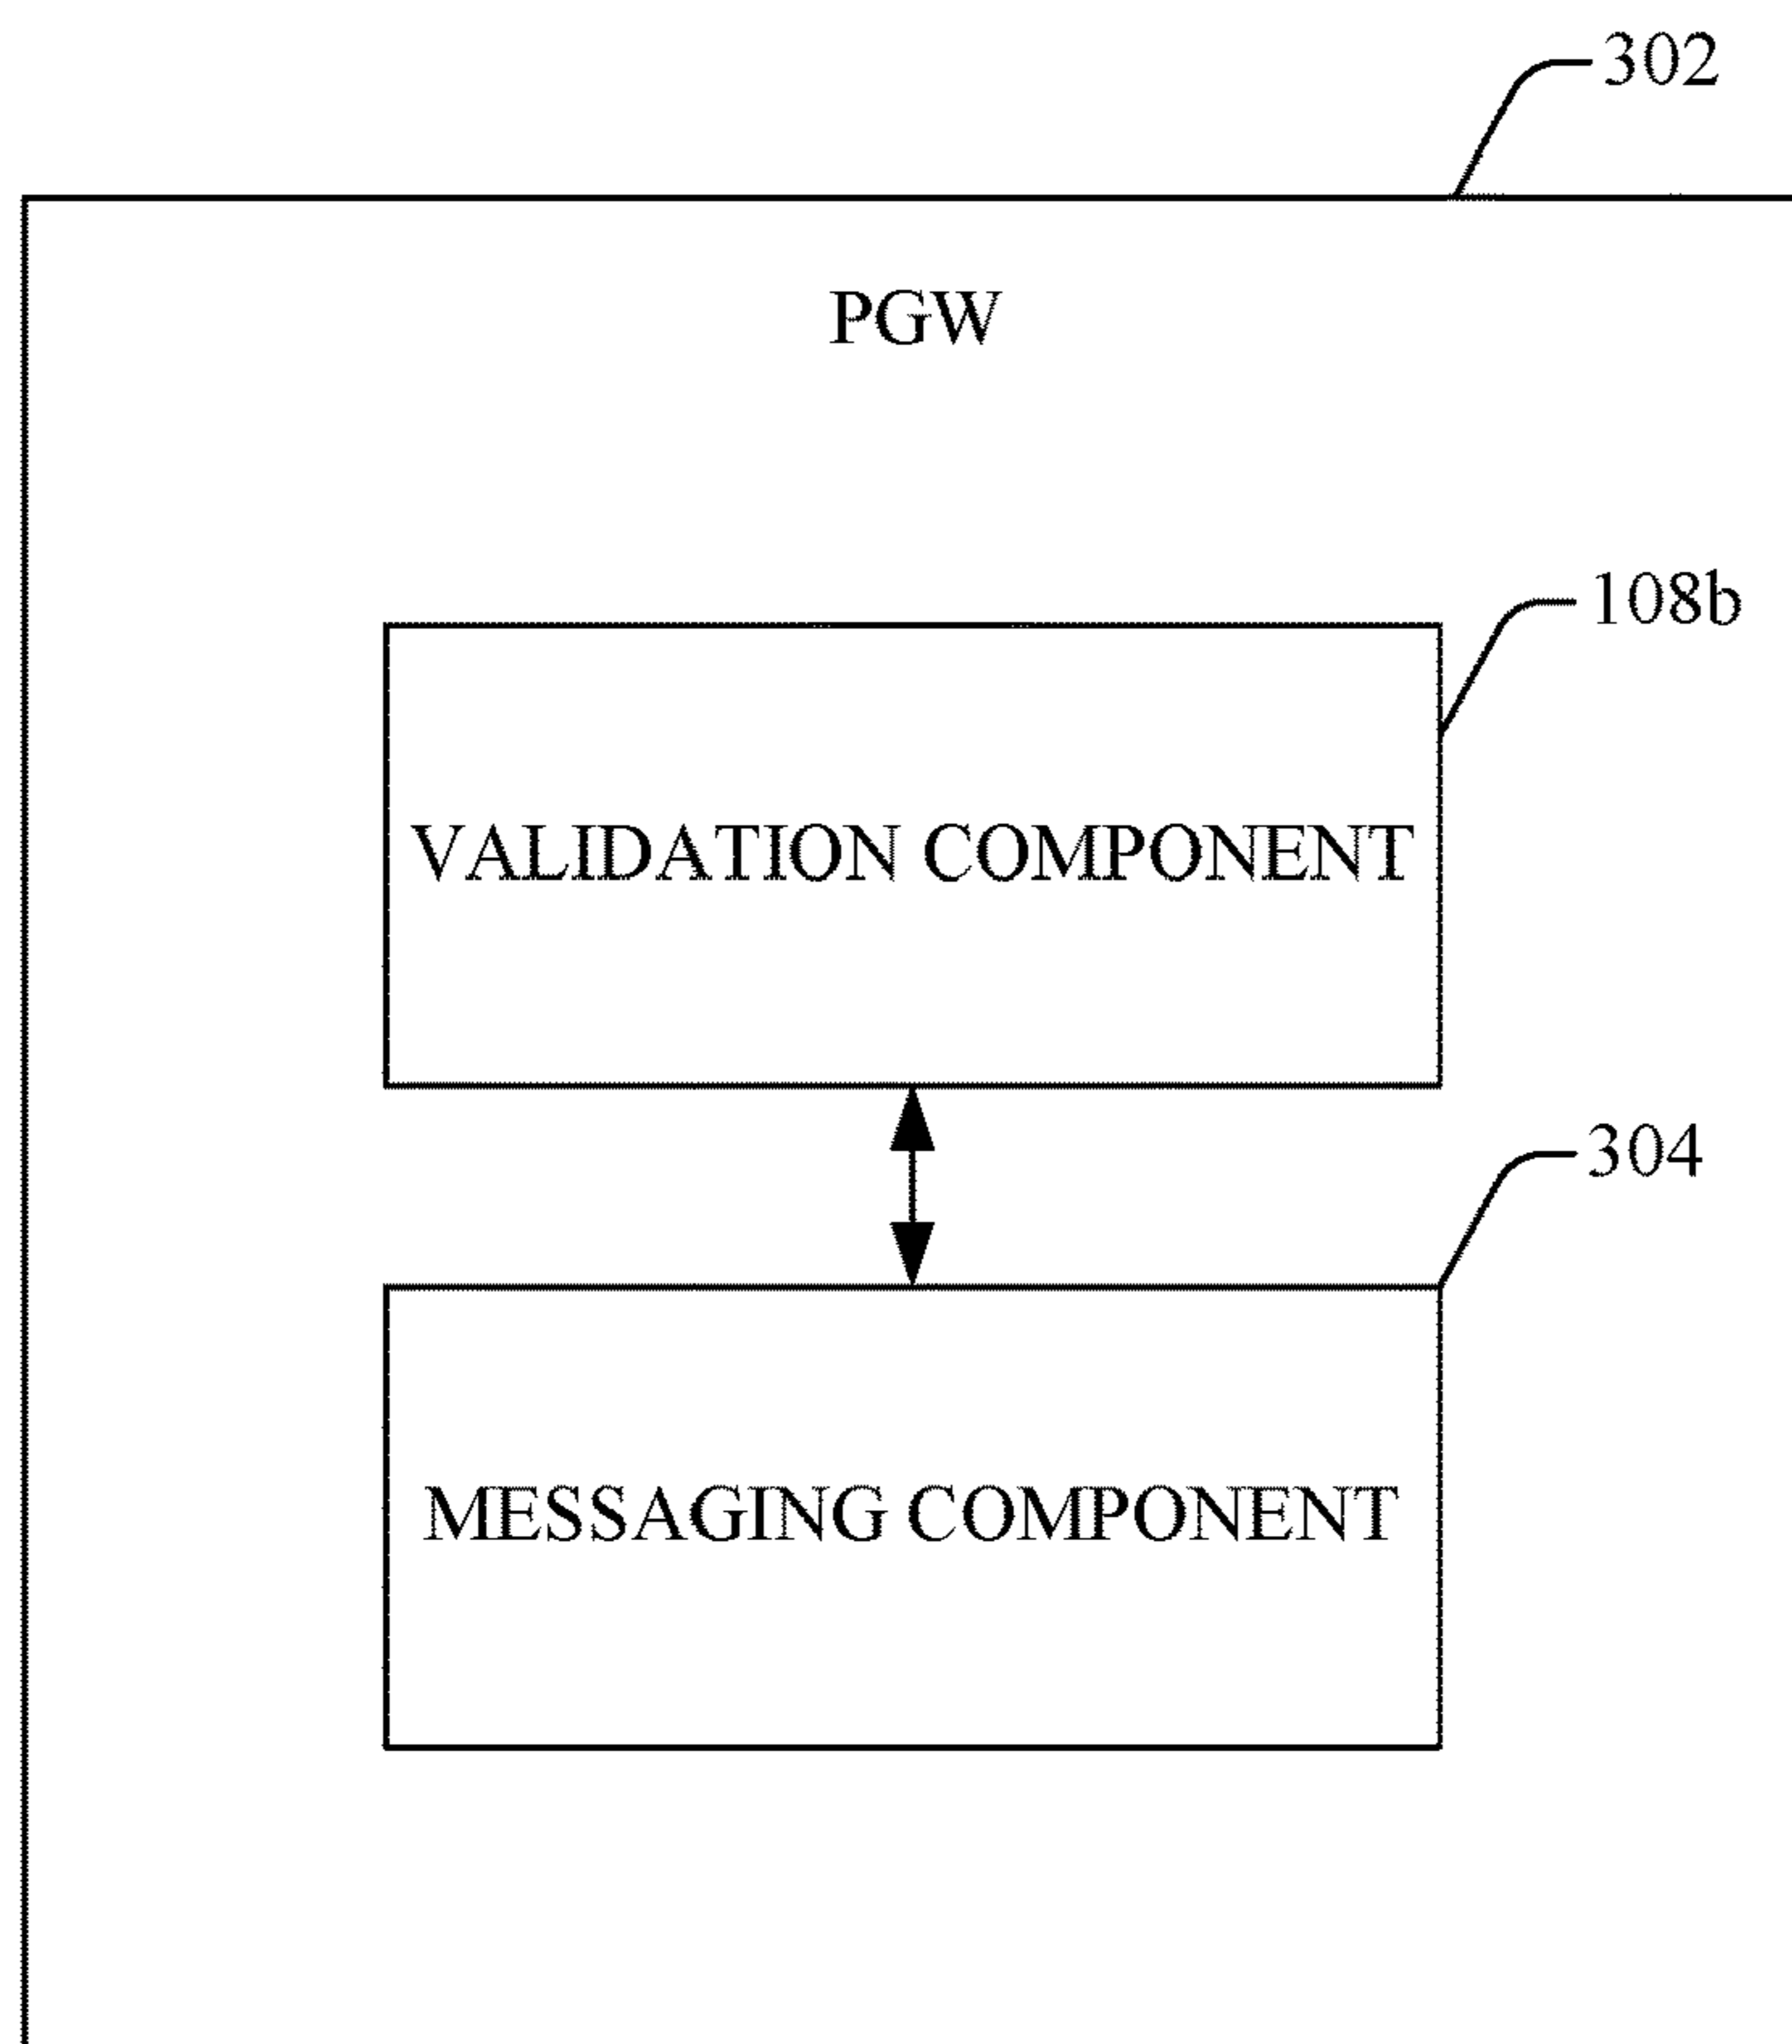 302
PGW
108b
VALIDATION COMPONENT
304
MESSAGING COMPONENT